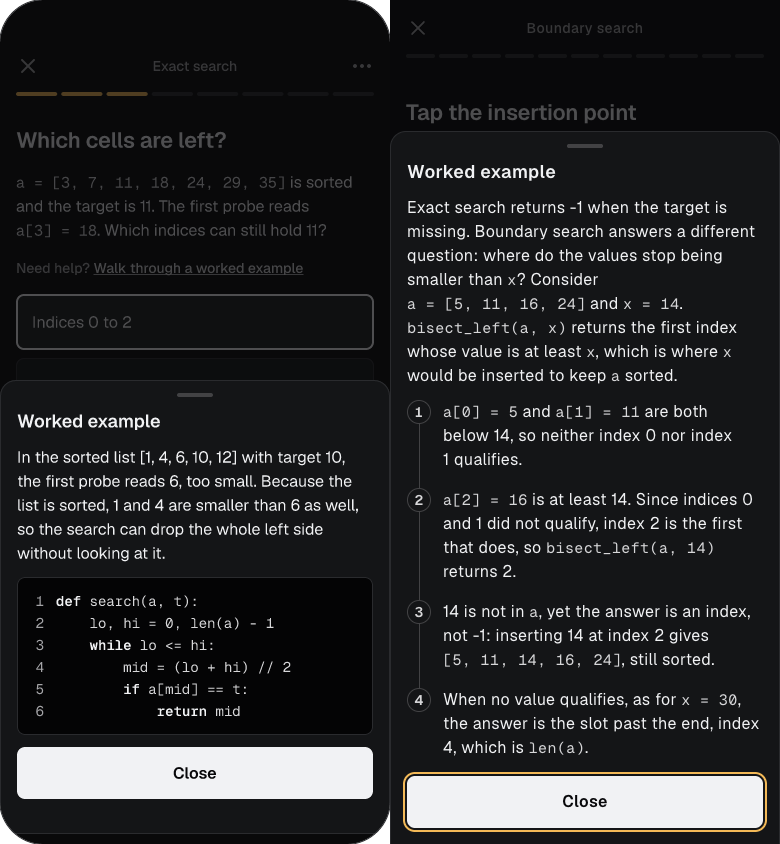 Exact search
Which cells are left?
a = [3, 7, 11, 18, 24, 29, 35] is sorted
and the target is 11. The first probe reads
a[3] = 18. Which indices can still hold 11?
Need help? Walk through a worked example
Indices 0 to 2
Worked example
In the sorted list [1, 4, 6, 10, 12] with target 10,
the first probe reads 6, too small. Because the
list is sorted, 1 and 4 are smaller than 6 as well,
so the search can drop the whole left side
without looking at it.
1 def search(a, t):
2     lo, hi = 0, len(a) - 1
3     while lo <= hi:
4         mid = (lo + hi) // 2
5         if a[mid] == t:
6             return mid
Close
Boundary search
Tap the insertion point
Worked example
Exact search returns -1 when the target is
missing. Boundary search answers a different
question: where do the values stop being
smaller than x? Consider
a = [5, 11, 16, 24] and x = 14.
bisect_left(a, x) returns the first index
whose value is at least x, which is where x
would be inserted to keep a sorted.
1 a[0] = 5 and a[1] = 11 are both
below 14, so neither index 0 nor index
1 qualifies.
2 a[2] = 16 is at least 14. Since indices 0
and 1 did not qualify, index 2 is the first
that does, so bisect_left(a, 14)
returns 2.
3 14 is not in a, yet the answer is an index,
not -1: inserting 14 at index 2 gives
[5, 11, 14, 16, 24], still sorted.
4 When no value qualifies, as for x = 30,
the answer is the slot past the end, index
4, which is len(a).
Close